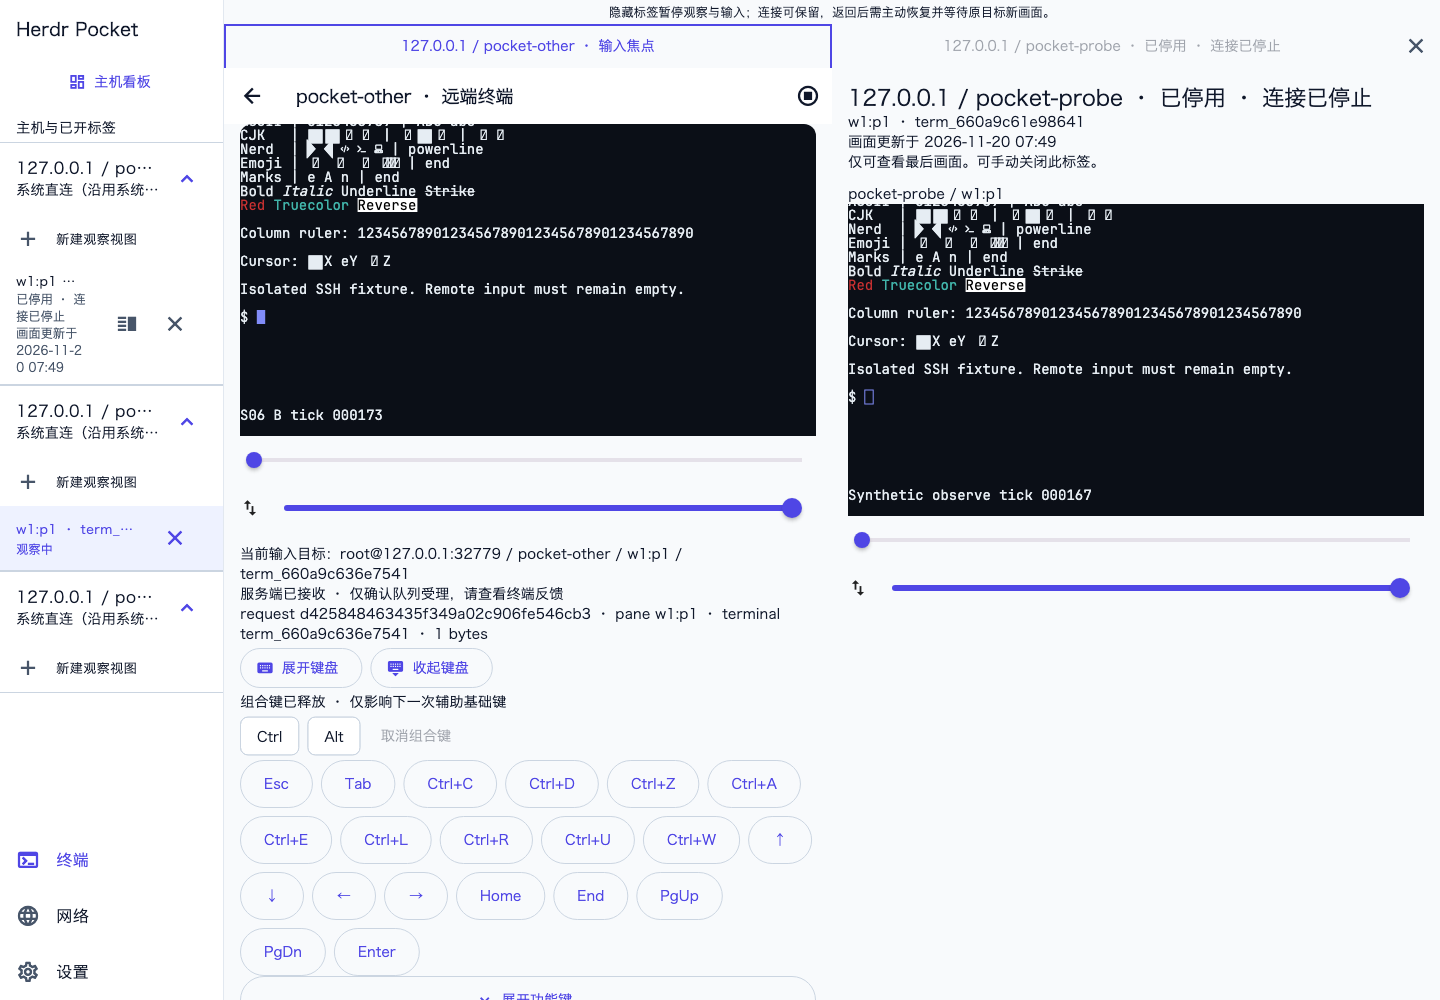 隐藏标签暂停观察与输入；连接可保留，返回后需主动恢复并等待原目标新画面。
Herdr Pocket
主机看板
主机与已开标签
127.0.0.1 / po⋯
系统直连（沿用系统⋯
新建观察视图
w1:p1 ⋯
已停用 · 连
接已停止
画面更新于
2026-11-2
0 07:49
127.0.0.1 / po⋯
系统直连（沿用系统⋯
新建观察视图
w1:p1 · term_⋯
观察中
127.0.0.1 / po⋯
系统直连（沿用系统⋯
新建观察视图
终端
网络
设置
127.0.0.1 / pocket-other · 输入焦点
pocket-other · 远端终端
CJK |
Nerd | </> >_ | powerline
Emoji | | end
Marks | e A n | end
Bold Italic Underline Strike
Red Truecolor Reverse
Column ruler: 1234567890123456789012345678901234567890
Cursor: X eY Z
Isolated SSH fixture. Remote input must remain empty.
$
S06 B tick 000173
当前输入目标：root@127.0.0.1:32779 / pocket-other / w1:p1 /
term_660a9c636e7541
服务端已接收 · 仅确认队列受理，请查看终端反馈
request d425848463435f349a02c906fe546cb3 · pane w1:p1 · terminal
term_660a9c636e7541 · 1 bytes
展开键盘 收起键盘
组合键已释放 · 仅影响下一次辅助基础键
Ctrl Alt 取消组合键
Esc Tab Ctrl+C Ctrl+D Ctrl+Z Ctrl+A
Ctrl+E Ctrl+L Ctrl+R Ctrl+U Ctrl+W ↑
↓ ← → Home End PgUp
PgDn Enter
展开功能键
127.0.0.1 / pocket-probe · 已停用 · 连接已停止
127.0.0.1 / pocket-probe · 已停用 · 连接已停止
w1:p1 · term_660a9c61e98641
画面更新于 2026-11-20 07:49
仅可查看最后画面。可手动关闭此标签。
pocket-probe / w1:p1
CJK |
Nerd | </> >_ | powerline
Emoji | | end
Marks | e A n | end
Bold Italic Underline Strike
Red Truecolor Reverse
Column ruler: 1234567890123456789012345678901234567890
Cursor: X eY Z
Isolated SSH fixture. Remote input must remain empty.
$
Synthetic observe tick 000167